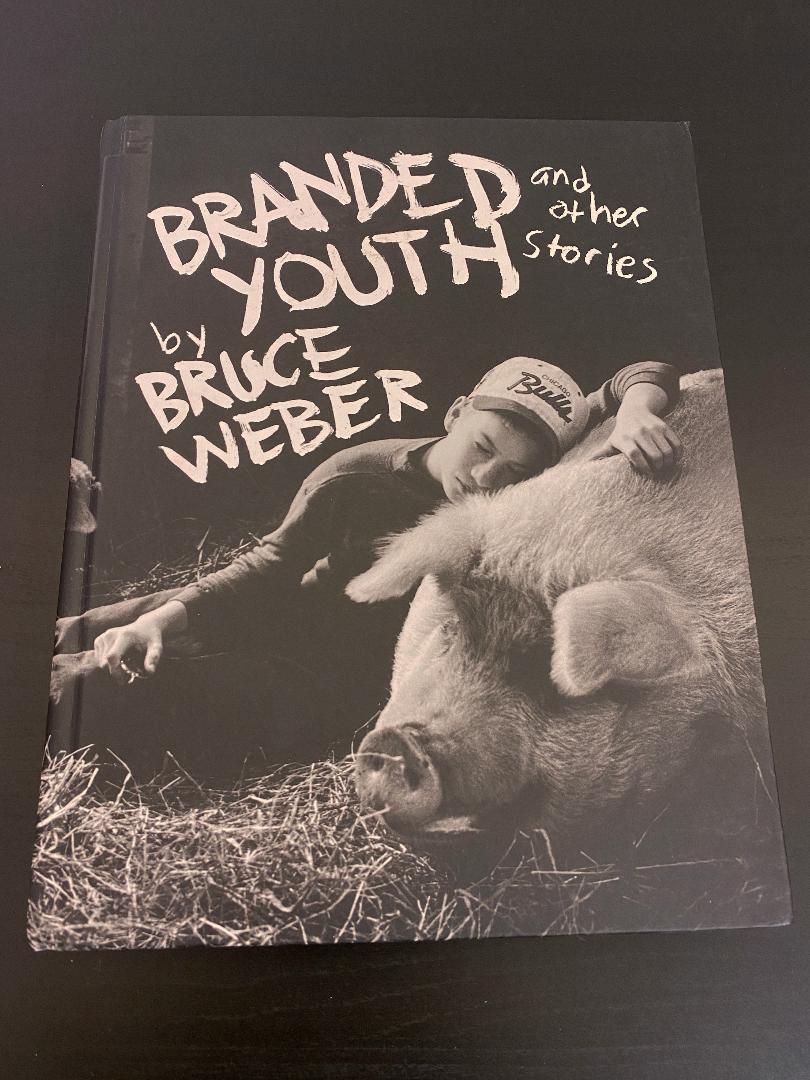 BRANDED
YOUTH
and
other
stories
by
BRUCE
WEBER
CHICAGO
Bulls